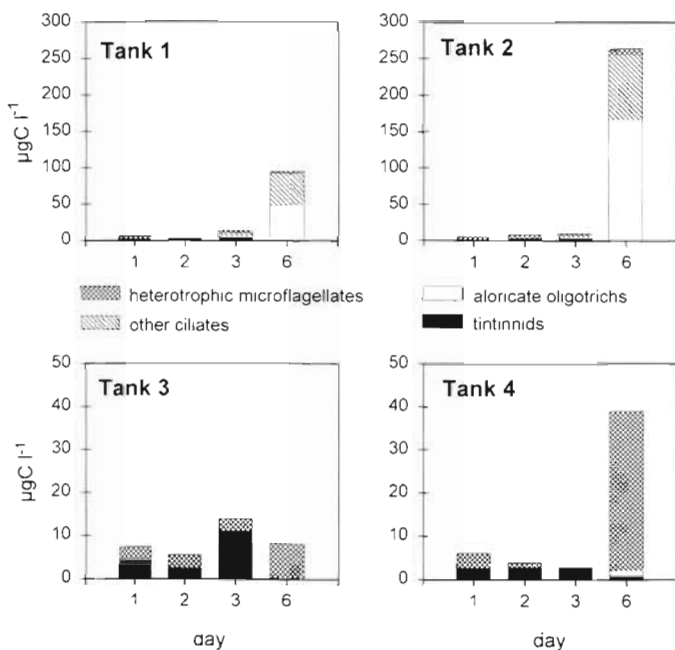 Tank 1
µgC l-1
300
250
200
150
100
50
0
1 2 3 6
Tank 2
300
250
200
150
100
50
0
1 2 3 6
heterotrophic microflagellates
other ciliates
aloricate oligotrichs
tintinnids
Tank 3
µgC l-1
50
40
30
20
10
0
1 2 3 6
day
Tank 4
50
40
30
20
10
0
1 2 3 6
day